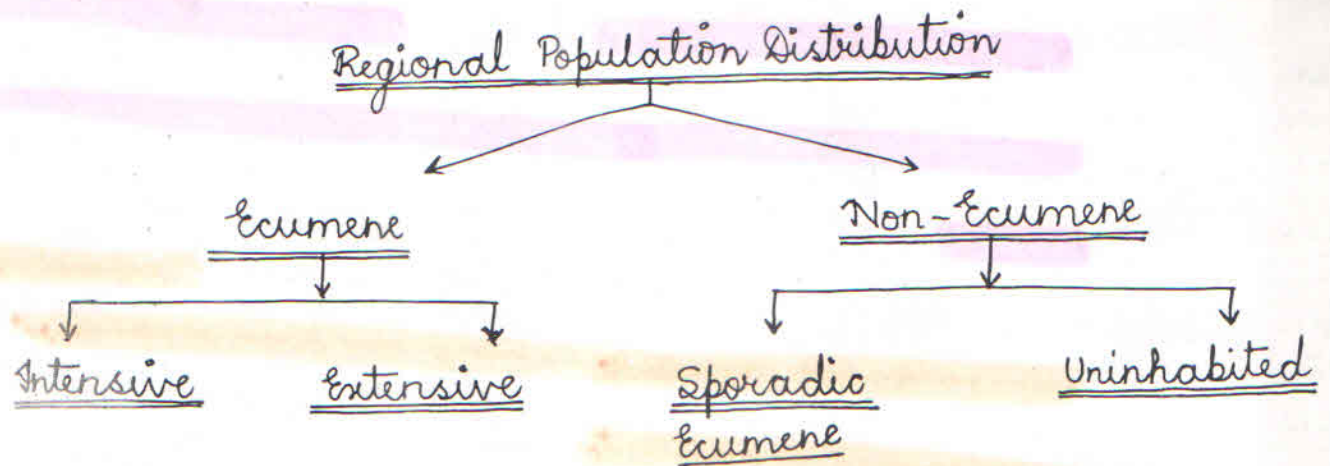 Regional Population Distribution
Ecumene
Non-Ecumene
Intensive
Extensive
Sporadic
Ecumene
Uninhabited